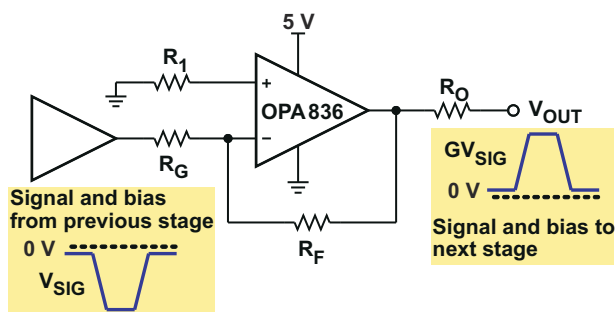 5 V
R1
+
OPA836
−
RG
RO
VOUT
Signal and bias
from previous stage
0 V
VSIG
RF
GVSIG
0 V
Signal and bias to
next stage